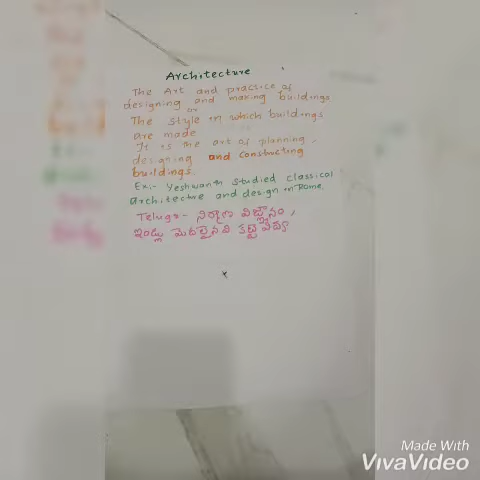 Architecture
The Art and practice of
designing and making buildings
or
The style in which buildings
are made
It is the art of planning,
designing and constructing
buildings.
Ex:- Yeshwanth studied classical
architecture and design in Rome.
Telugu- నిర్మాణ విజ్ఞానం,
ఇండ్లు మొదలైనవి కట్టే విద్య
Made With
VivaVideo